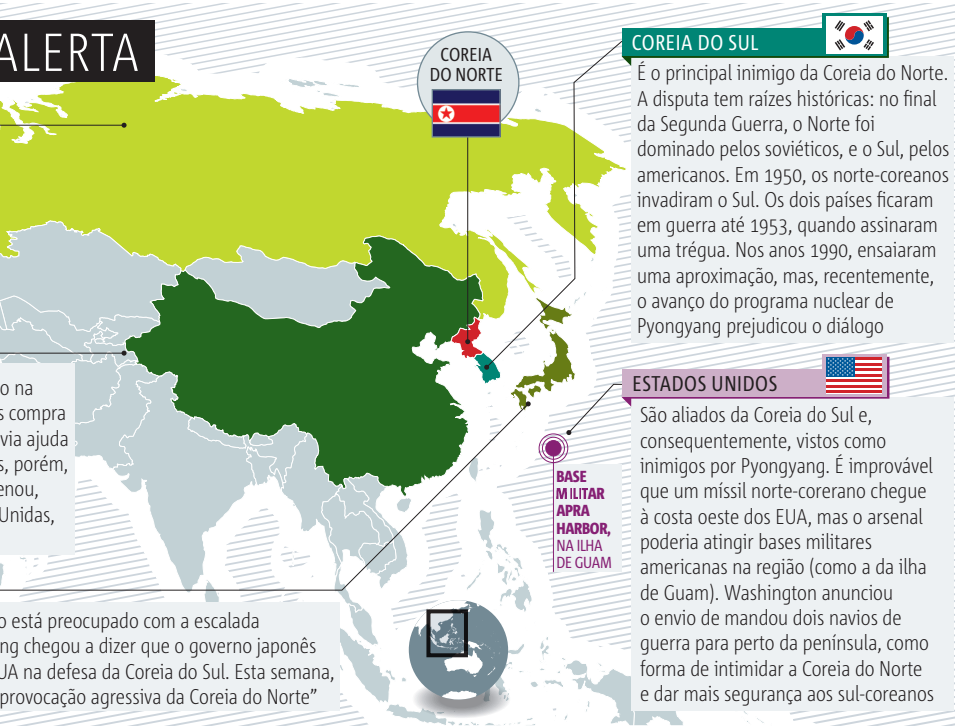 ALERTA
COREIA
DO NORTE
COREIA DO SUL
É o principal inimigo da Coreia do Norte.
A disputa tem raízes históricas: no final
da Segunda Guerra, o Norte foi
dominado pelos soviéticos, e o Sul, pelos
americanos. Em 1950, os norte-coreanos
invadiram o Sul. Os dois países ficaram
em guerra até 1953, quando assinaram
uma trégua. Nos anos 1990, ensaiaram
uma aproximação, mas, recentemente,
o avanço do programa nuclear de
Pyongyang prejudicou o diálogo
ESTADOS UNIDOS
São aliados da Coreia do Sul e,
consequentemente, vistos como
inimigos por Pyongyang. É improvável
que um míssil norte-corerano chegue
à costa oeste dos EUA, mas o arsenal
poderia atingir bases militares
americanas na região (como a da ilha
de Guam). Washington anunciou
o envio de mandou dois navios de
guerra para perto da península, como
forma de intimidar a Coreia do Norte
e dar mais segurança aos sul-coreanos
BASE
MILITAR
APRA
HARBOR,
NA ILHA
DE GUAM
o na
s compra
via ajuda
s, porém,
enou,
Unidas,
o está preocupado com a escalada
ng chegou a dizer que o governo japonês
UA na defesa da Coreia do Sul. Esta semana,
provocação agressiva da Coreia do Norte”